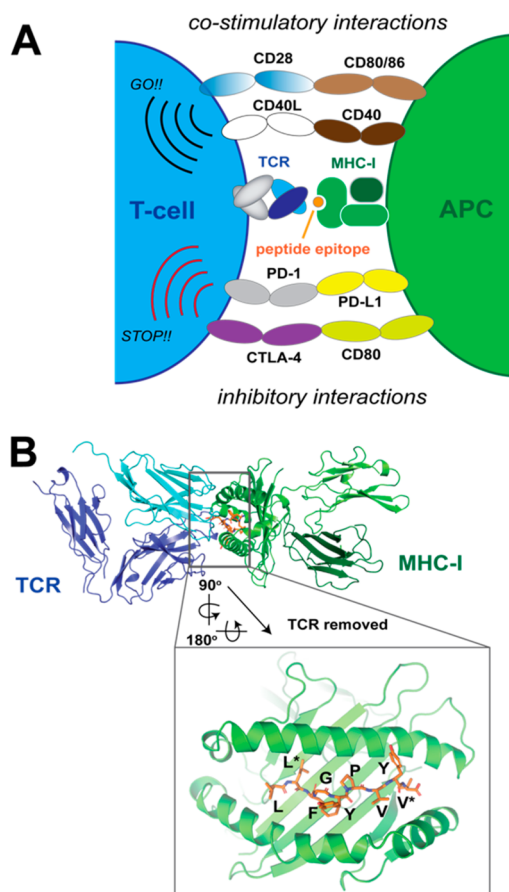 A
co-stimulatory interactions
CD28
CD80/86
GO!!
CD40L
CD40
TCR
MHC-I
T-cell
APC
peptide epitope
PD-1
PD-L1
STOP!!
CTLA-4
CD80
inhibitory interactions
B
TCR
MHC-I
90°
180°
TCR removed
L*
G
P
Y
L
F
Y
V
V*